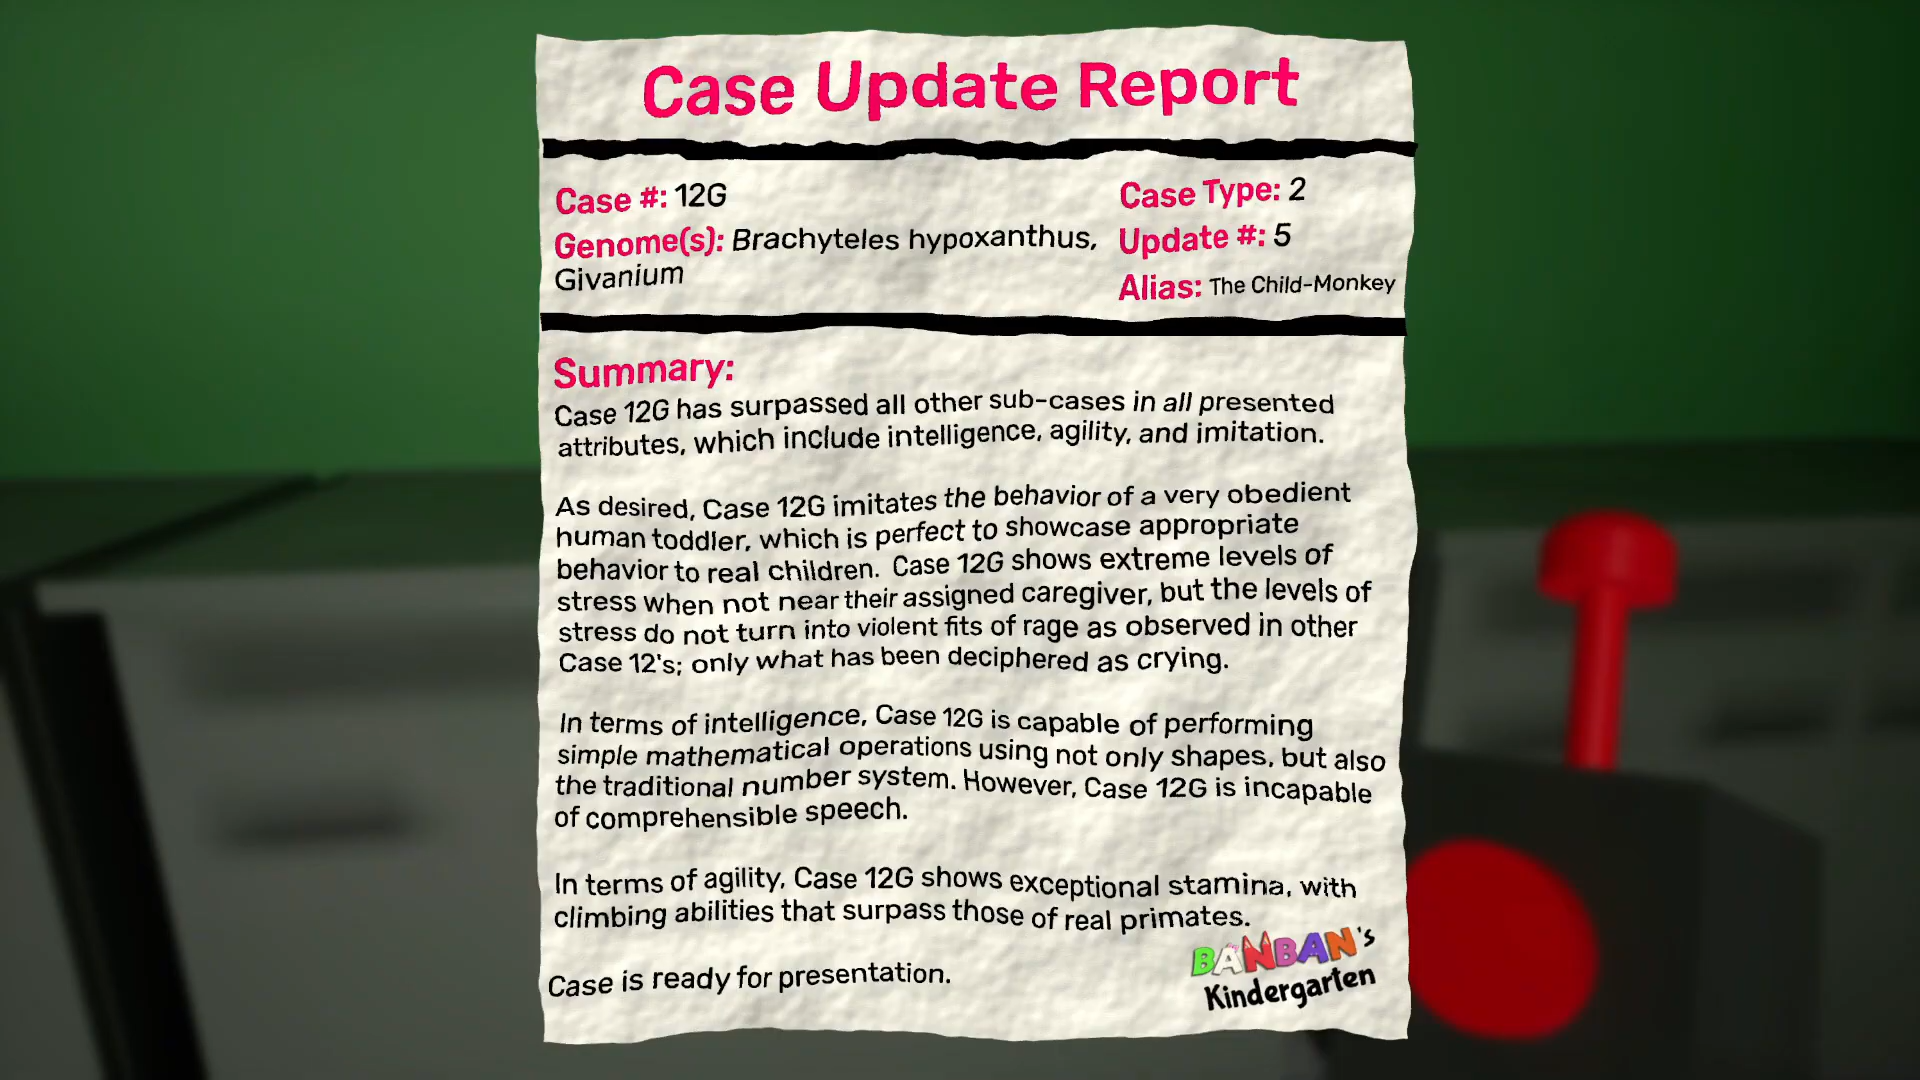 Case Update Report
Case #: 12G
Genome(s): Brachyteles hypoxanthus,
Givanium
Case Type: 2
Update #: 5
Alias: The Child-Monkey
Summary:
Case 12G has surpassed all other sub-cases in all presented
attributes, which include intelligence, agility, and imitation.
As desired, Case 12G imitates the behavior of a very obedient
human toddler, which is perfect to showcase appropriate
behavior to real children. Case 12G shows extreme levels of
stress when not near their assigned caregiver, but the levels of
stress do not turn into violent fits of rage as observed in other
Case 12's; only what has been deciphered as crying.
In terms of intelligence, Case 12G is capable of performing
simple mathematical operations using not only shapes, but also
the traditional number system. However, Case 12G is incapable
of comprehensible speech.
In terms of agility, Case 12G shows exceptional stamina, with
climbing abilities that surpass those of real primates.
Case is ready for presentation.
BANBAN's
Kindergarten